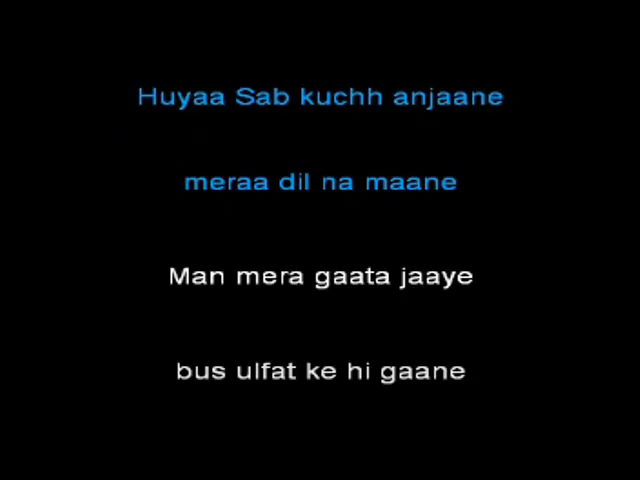 Huyaa Sab kuchh anjaane
meraa dil na maane
Man mera gaata jaaye
bus ulfat ke hi gaane